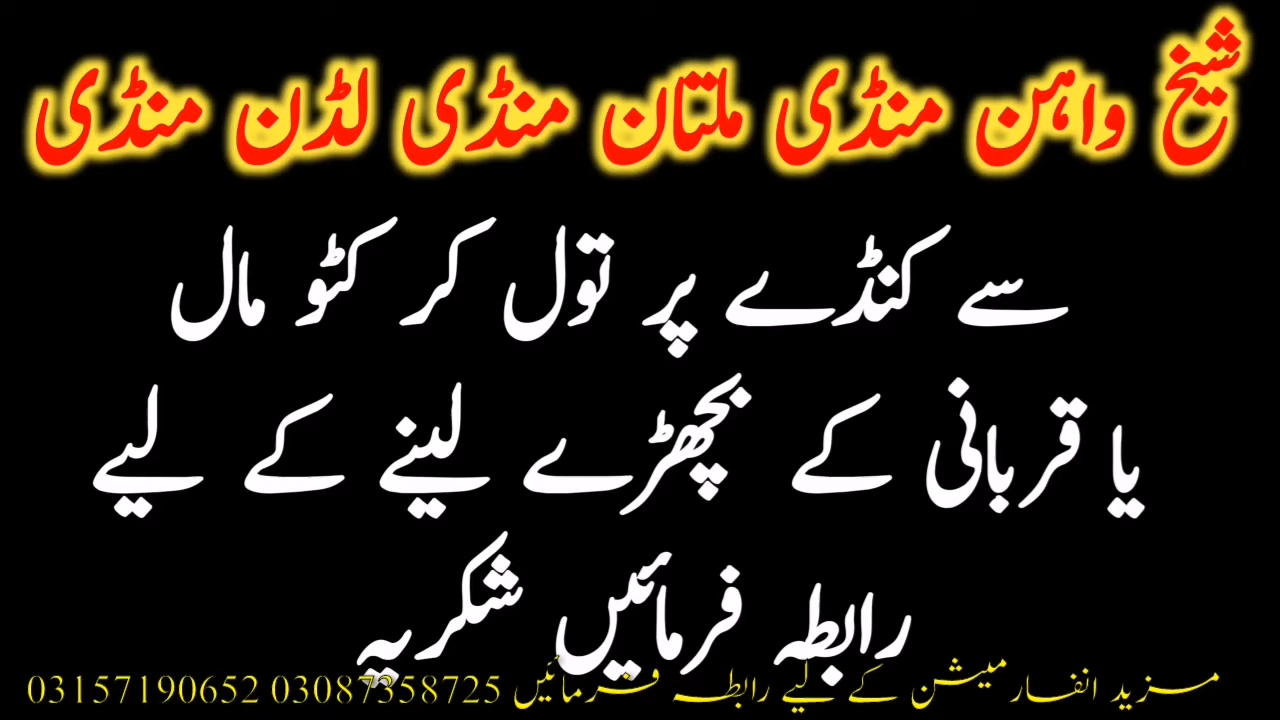 شیخ واہن منڈی ملتان منڈی لڈن منڈی
سے کنڈے پر تول کر کٹو مال
یا قربانی کے بچھڑے لینے کے لیے
رابطہ فرمائیں شکریہ
مزید انفارمیشن کے لیے رابطہ فرمائیں 03087358725 03157190652